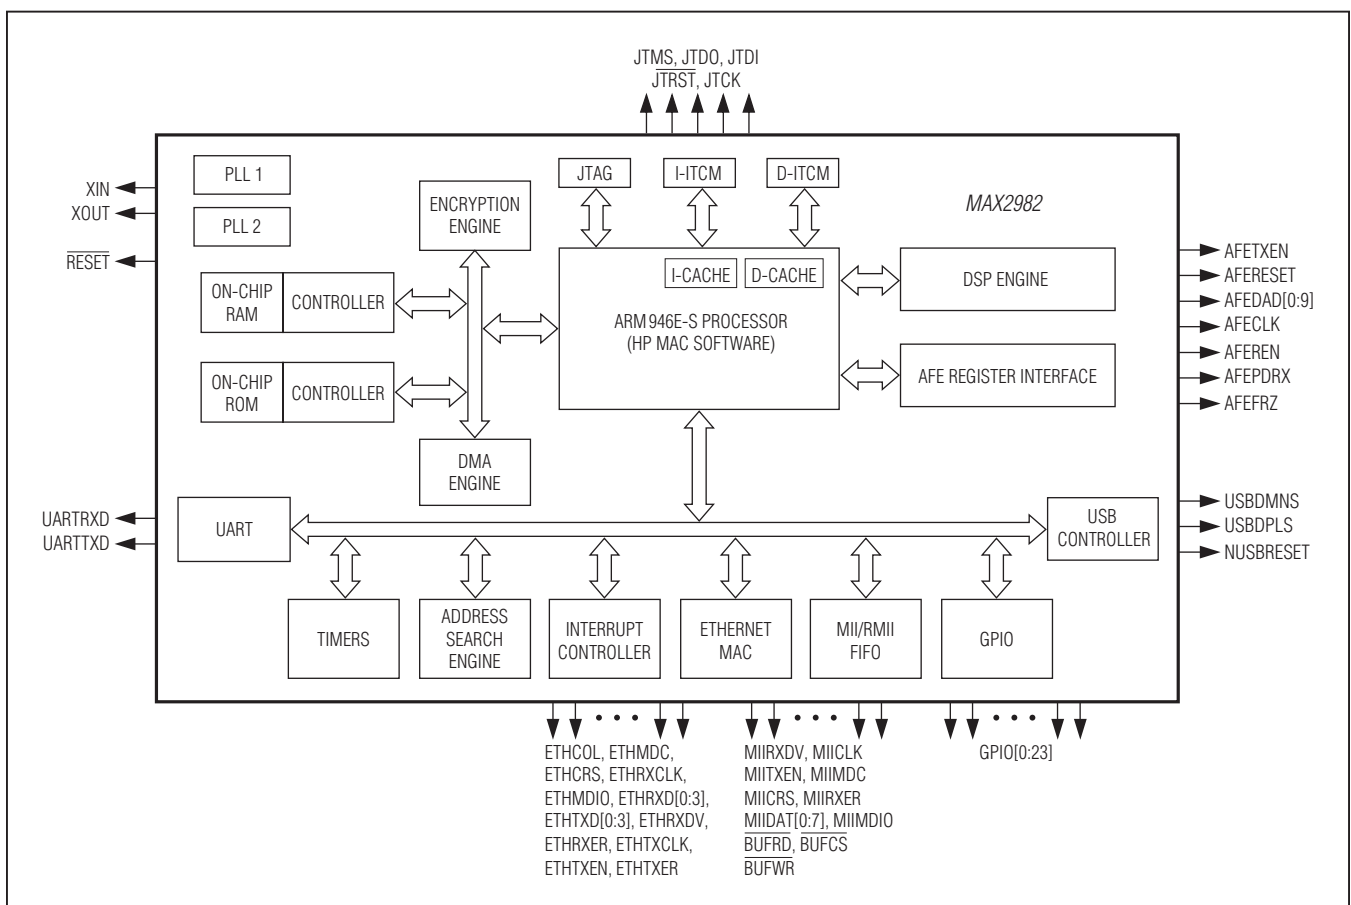 JTMS, JTDO, JTDI
JTRST, JTCK
PLL 1
PLL 2
XIN
XOUT
RESET
ENCRYPTION
ENGINE
JTAG
I-ITCM
D-ITCM
MAX2982
ON-CHIP
RAM
CONTROLLER
ON-CHIP
ROM
CONTROLLER
I-CACHE
D-CACHE
ARM946E-S PROCESSOR
(HP MAC SOFTWARE)
DSP ENGINE
AFE REGISTER INTERFACE
AFETXEN
AFERESET
AFEDAD[0:9]
AFECLK
AFEREN
AFEPDRX
AFEFRZ
DMA
ENGINE
UARTRXD
UARTTXD
UART
USB
CONTROLLER
USBDMNS
USBDPLS
NUSBRESET
TIMERS
ADDRESS
SEARCH
ENGINE
INTERRUPT
CONTROLLER
ETHERNET
MAC
MII/RMII
FIFO
GPIO
ETHCOL, ETHMDC,
ETHCRS, ETHRXCLK,
ETHMDIO, ETHRXD[0:3],
ETHTXD[0:3], ETHRXDV,
ETHRXER, ETHTXCLK,
ETHTXEN, ETHTXER
MIIRXDV, MIICLK
MIITXEN, MIIMDC
MIICRS, MIIRXER
MIIDAT[0:7], MIIMDIO
BUFRD, BUFCS
BUFWR
GPIO[0:23]